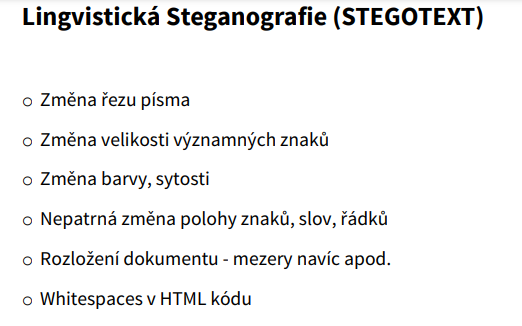 Lingvistická Steganografie (STEGOTEXT)
○ Změna řezu písma
○ Změna velikosti významných znaků
○ Změna barvy, sytosti
○ Nepatrná změna polohy znaků, slov, řádků
○ Rozložení dokumentu - mezery navíc apod.
○ Whitespaces v HTML kódu